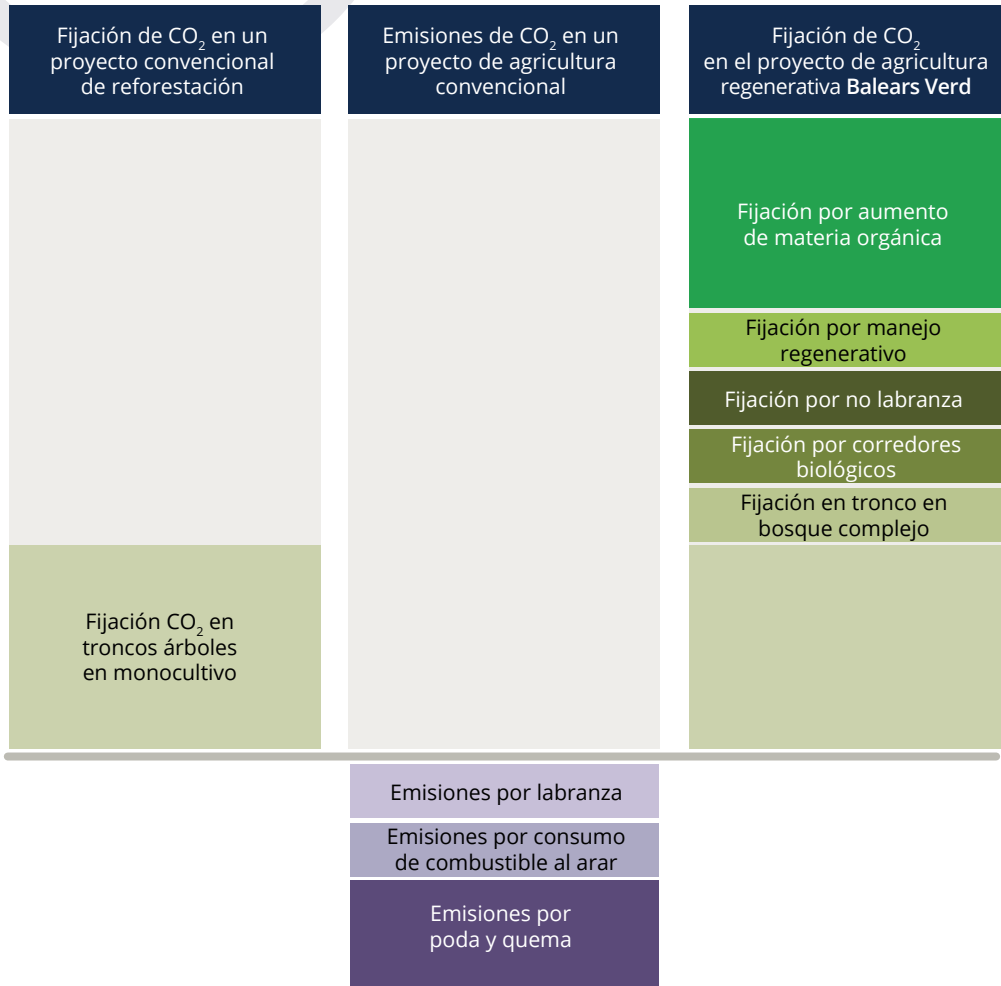 Fijación de CO₂ en un
proyecto convencional
de reforestación
Emisiones de CO₂ en un
proyecto de agricultura
convencional
Fijación de CO₂
en el proyecto de agricultura
regenerativa Balears Verd
Fijación por aumento
de materia orgánica
Fijación por manejo
regenerativo
Fijación por no labranza
Fijación por corredores
biológicos
Fijación en tronco en
bosque complejo
Fijación CO₂ en
troncos árboles
en monocultivo
Emisiones por labranza
Emisiones por consumo
de combustible al arar
Emisiones por
poda y quema